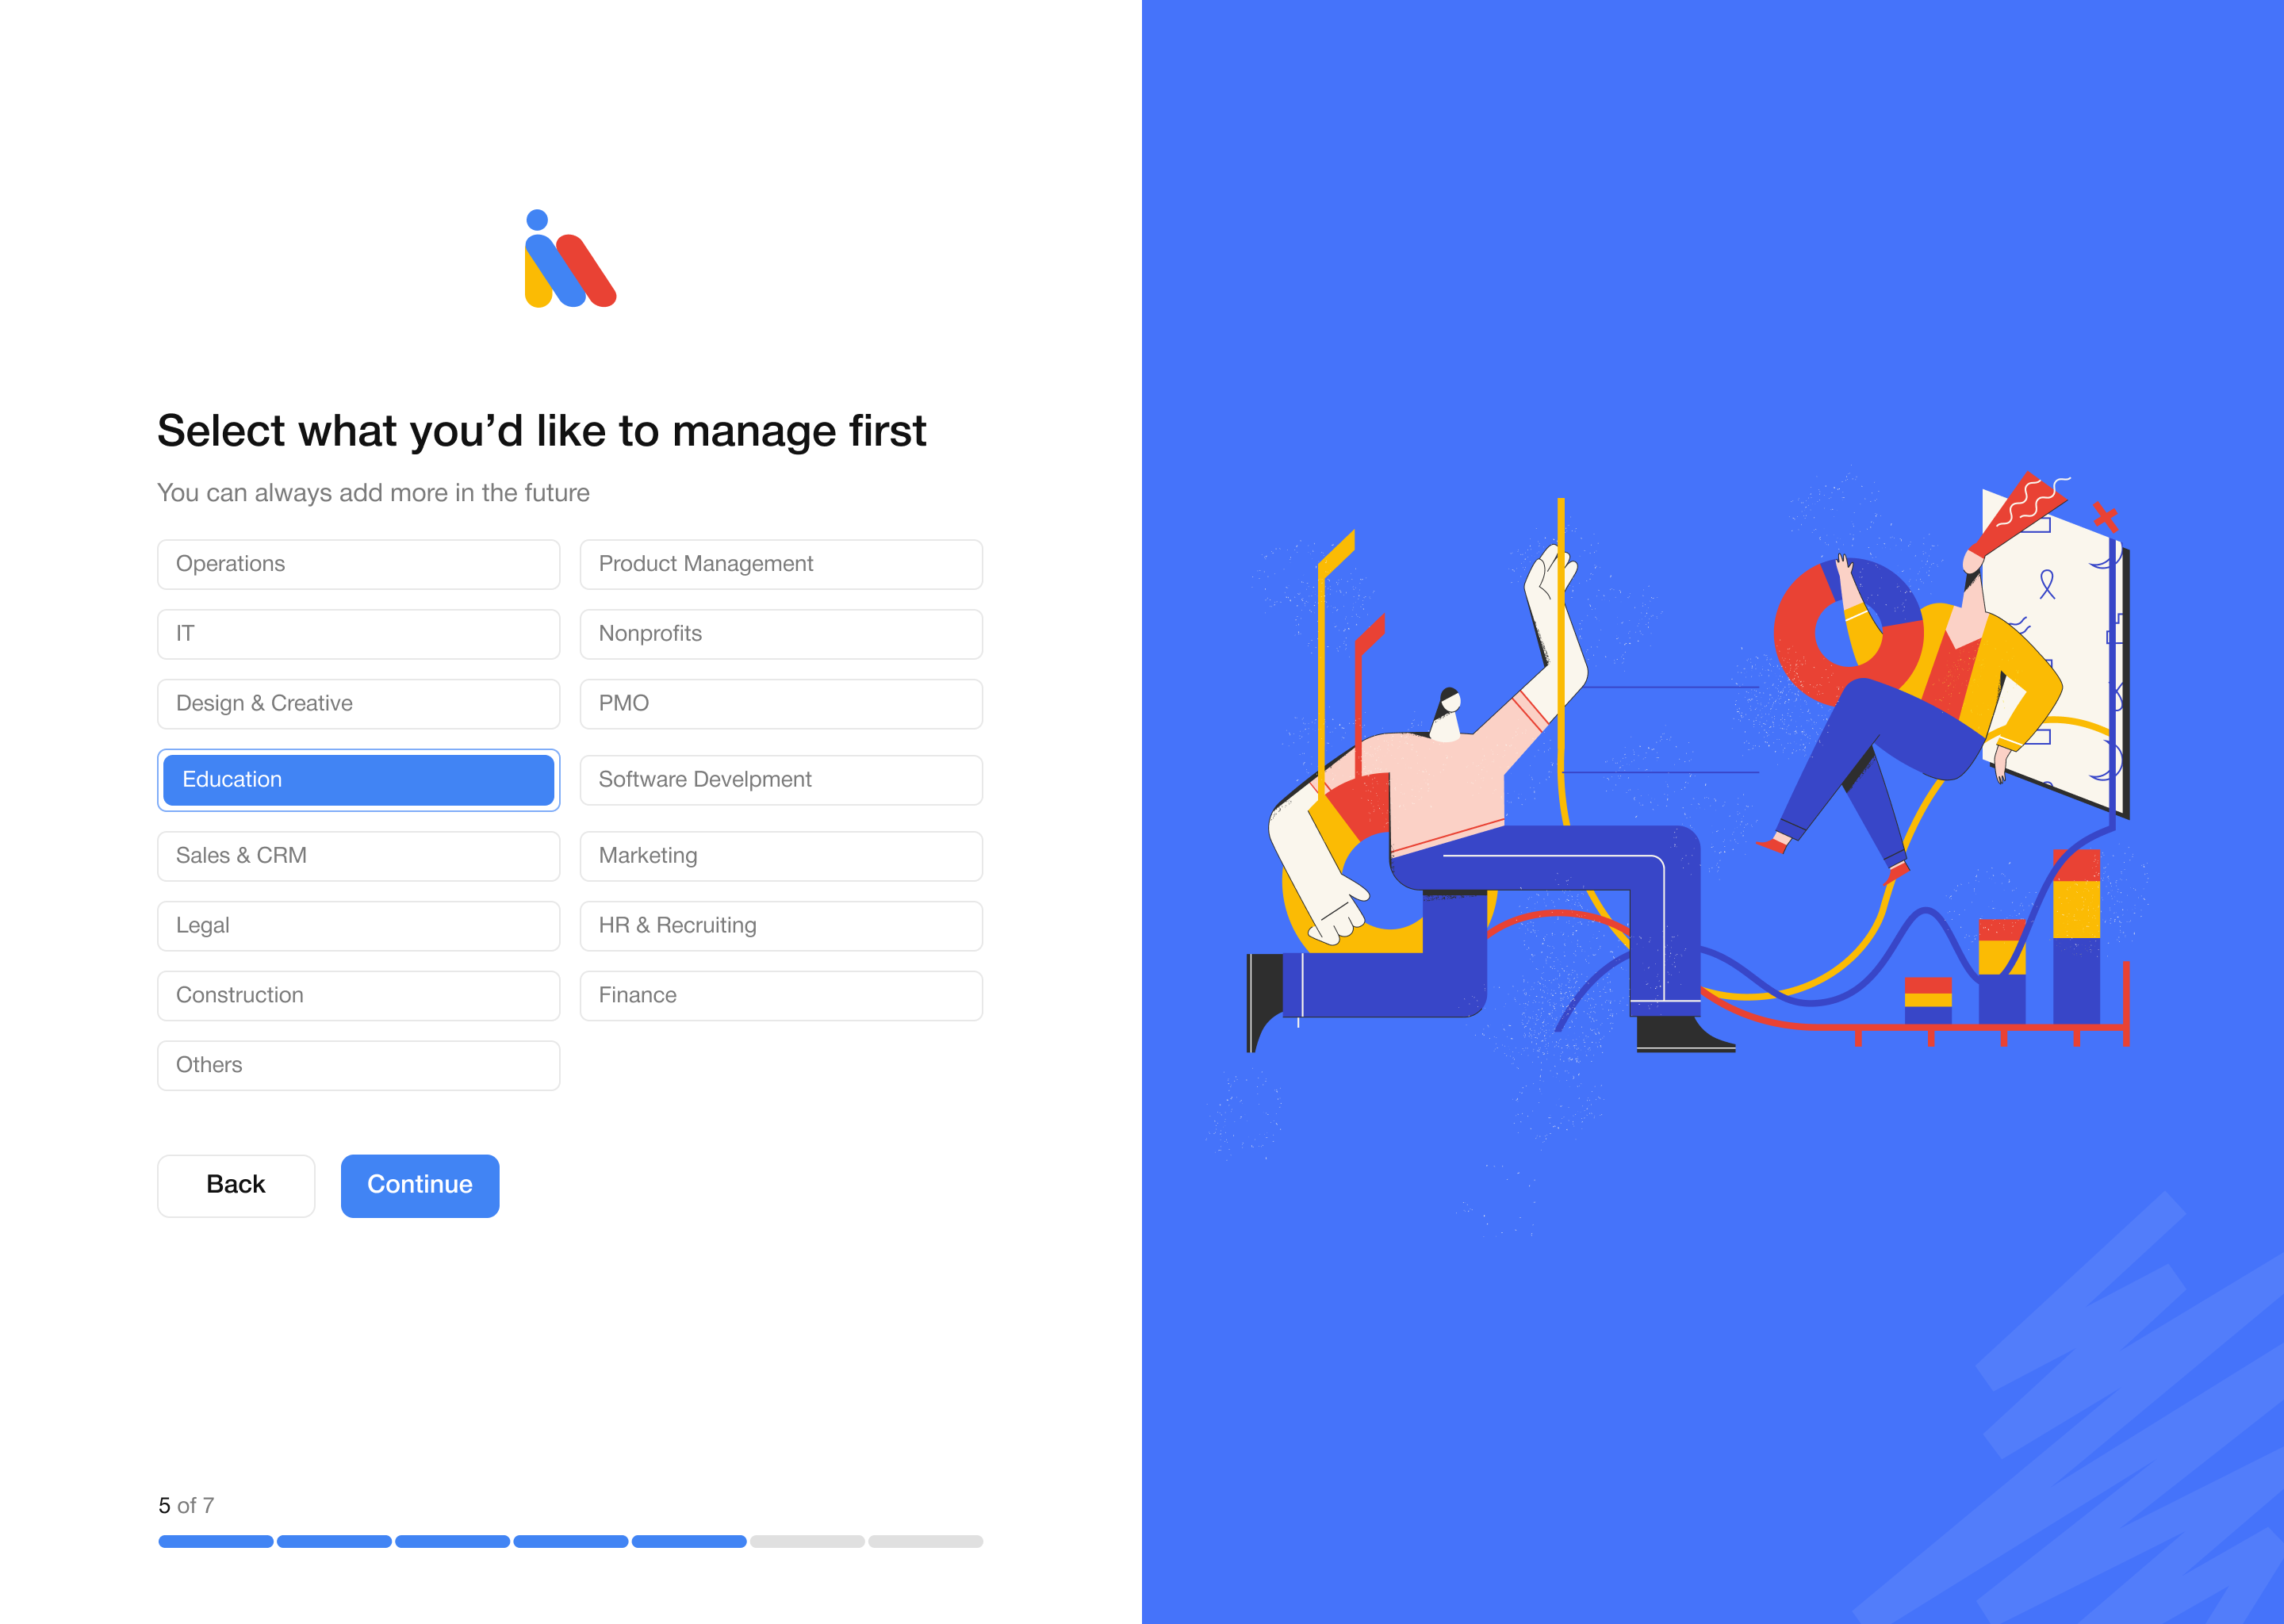 Select what you’d like to manage first
You can always add more in the future
Operations
Product Management
IT
Nonprofits
Design & Creative
PMO
Education
Software Develpment
Sales & CRM
Marketing
Legal
HR & Recruiting
Construction
Finance
Others
Back
Continue
5 of 7